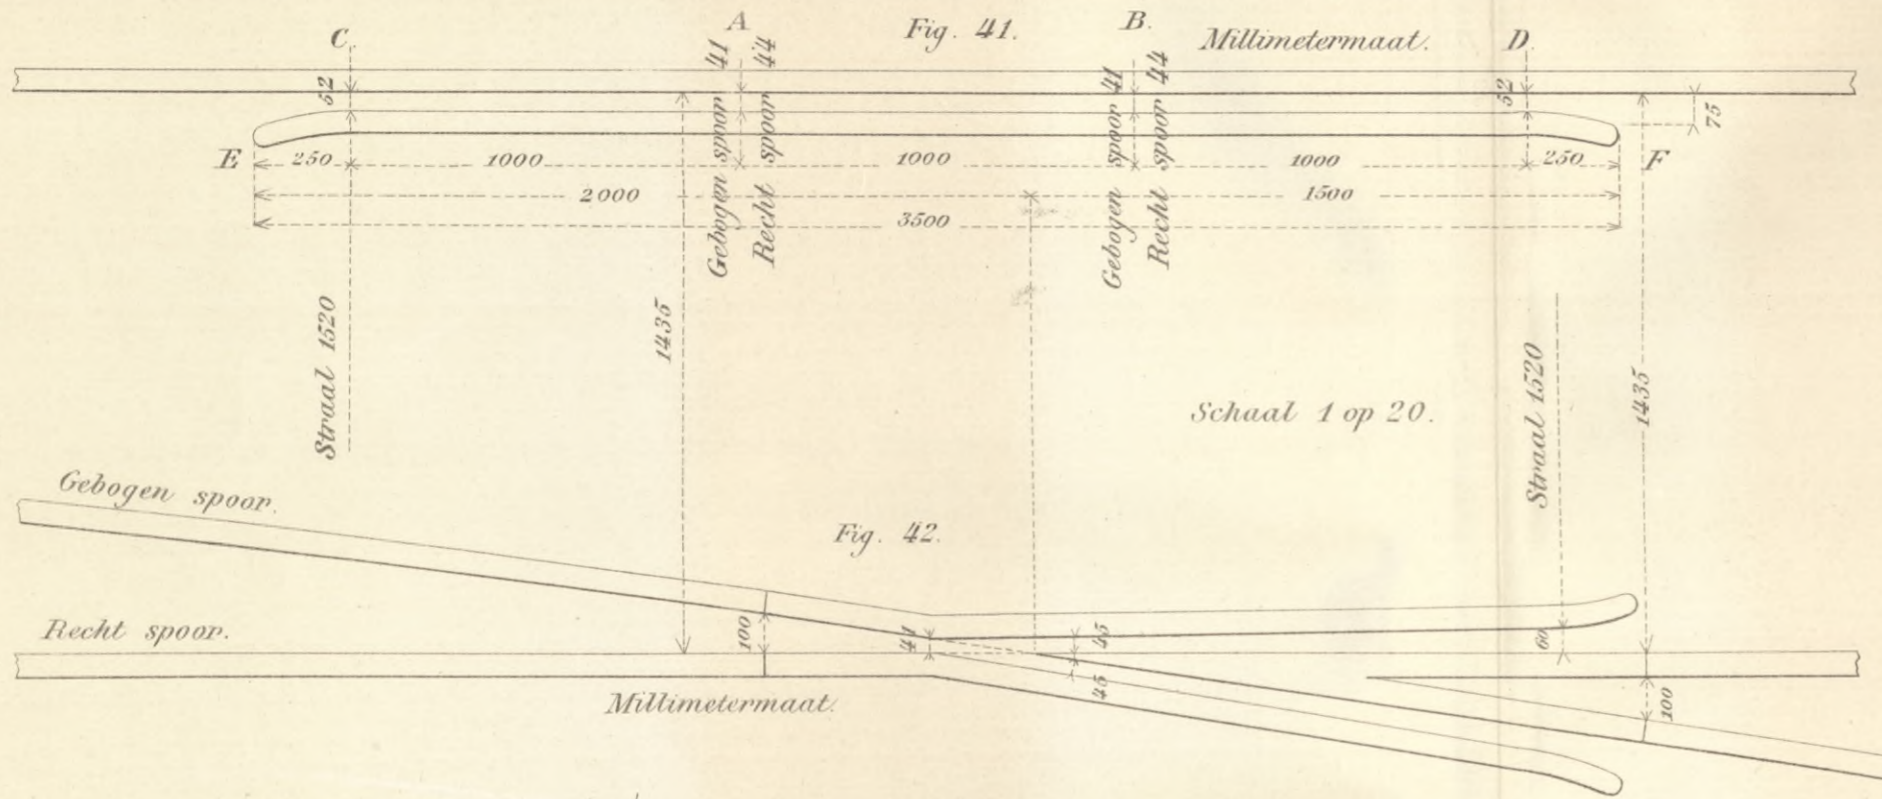 C.
A
Fig. 41.
B.
Millimetermaat.
D.
52
Gebogen spoor 41
Recht spoor 44
Gebogen spoor 41
Recht spoor 44
52
75
E
250
1000
1000
1000
250
F
2000
1500
3500
Straal 1520
1435
Schaal 1 op 20.
Straal 1520
1435
Gebogen spoor.
Fig. 42.
Recht spoor.
100
41
45
60
45
100
Millimetermaat.